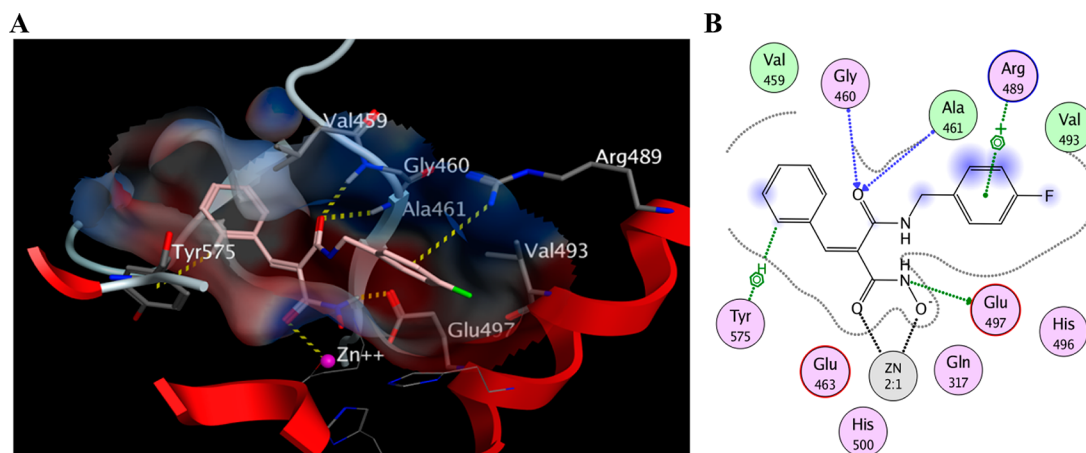 A
Val459
Gly460
Arg489
Ala461
Tyr575
Val493
Glu497
Zn++
B
Val
459
Gly
460
Arg
489
Ala
461
Val
493
+
O
F
N
H
H
N
H
O
O-
Tyr
575
Glu
497
His
496
Glu
463
ZN
2:1
Gln
317
His
500